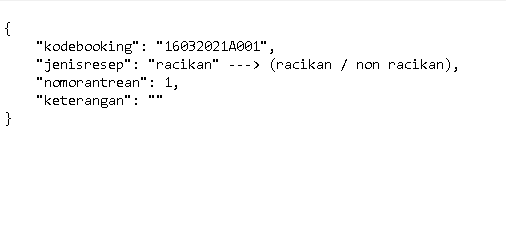 {
    "kodebooking": "16032021A001",
    "jenisresep": "racikan" ---> (racikan / non racikan),
    "nomorantrean": 1,
    "keterangan": ""
}